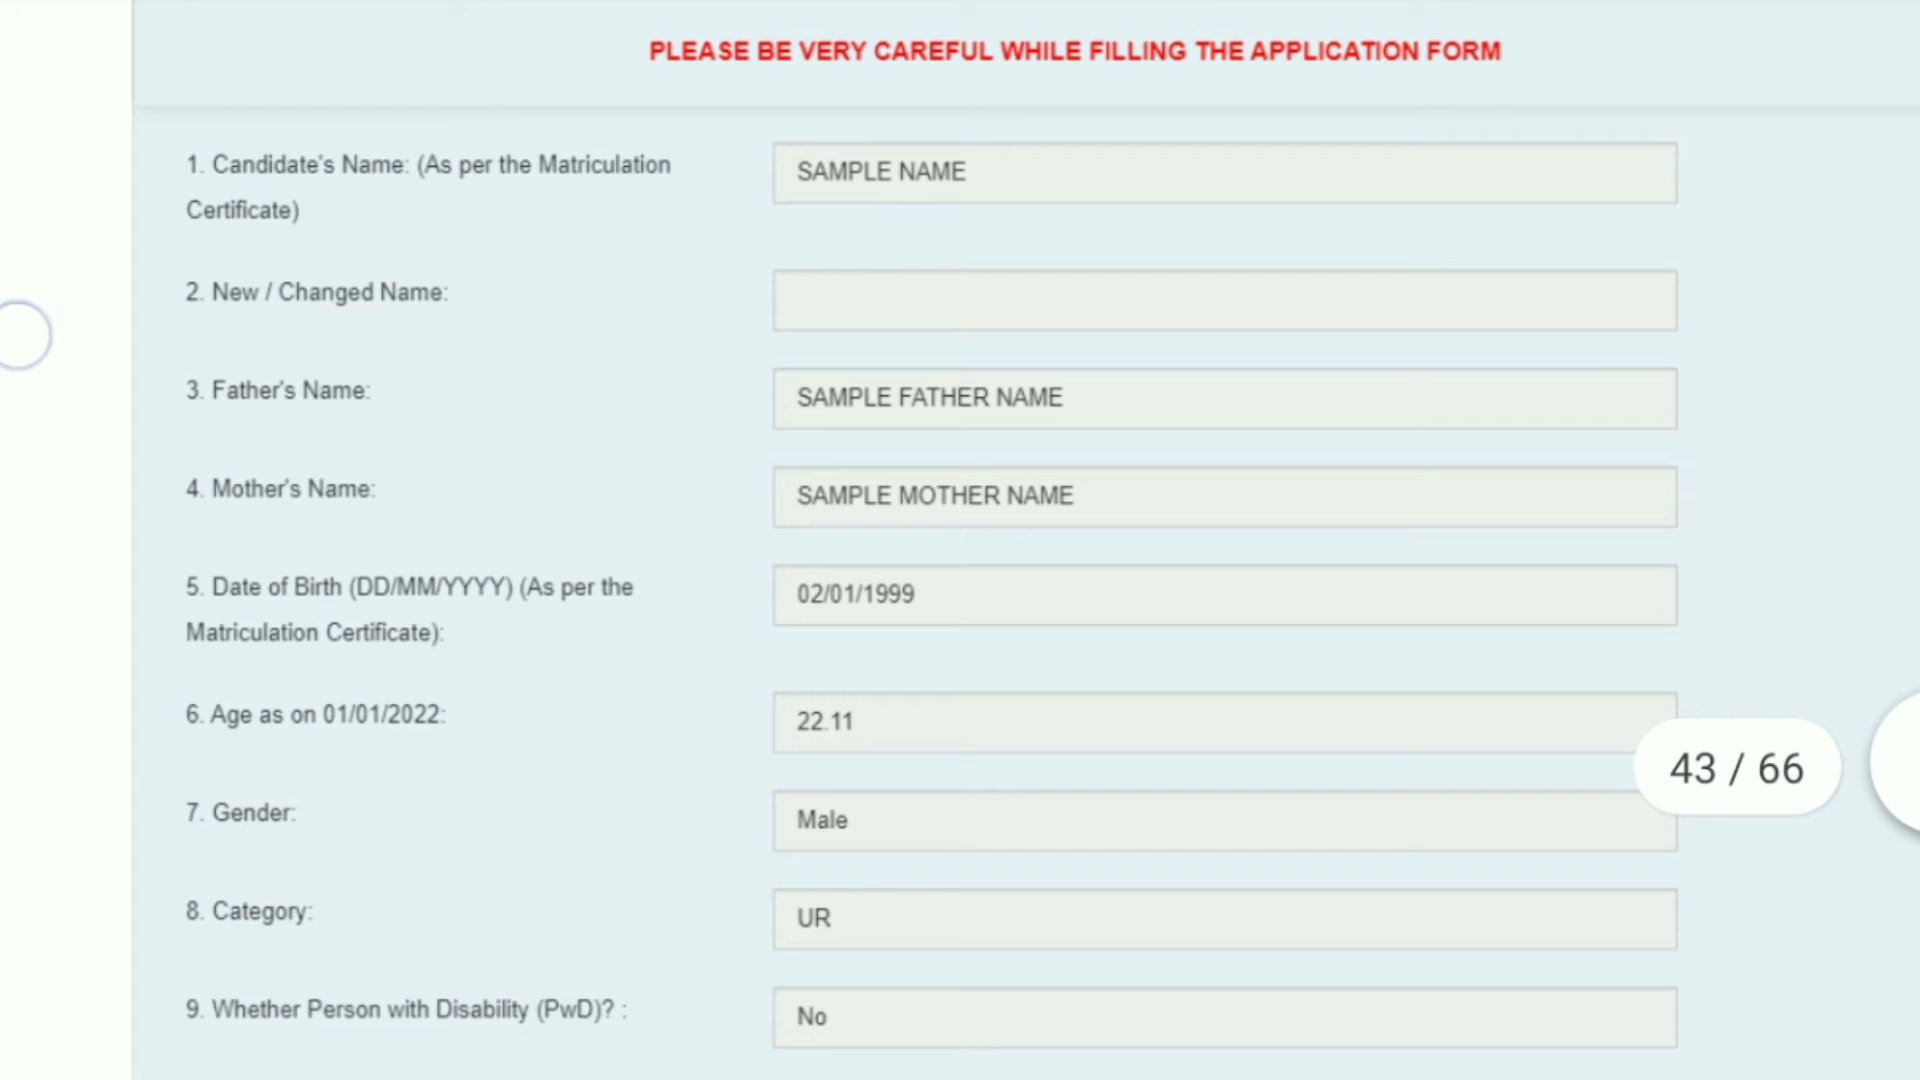 PLEASE BE VERY CAREFUL WHILE FILLING THE APPLICATION FORM
1. Candidate's Name: (As per the Matriculation
Certificate)
SAMPLE NAME
2. New / Changed Name:
3. Father's Name:
SAMPLE FATHER NAME
4. Mother's Name:
SAMPLE MOTHER NAME
5. Date of Birth (DD/MM/YYYY) (As per the
Matriculation Certificate):
02/01/1999
6. Age as on 01/01/2022:
22.11
43 / 66
7. Gender:
Male
8. Category:
UR
9. Whether Person with Disability (PwD)? :
No